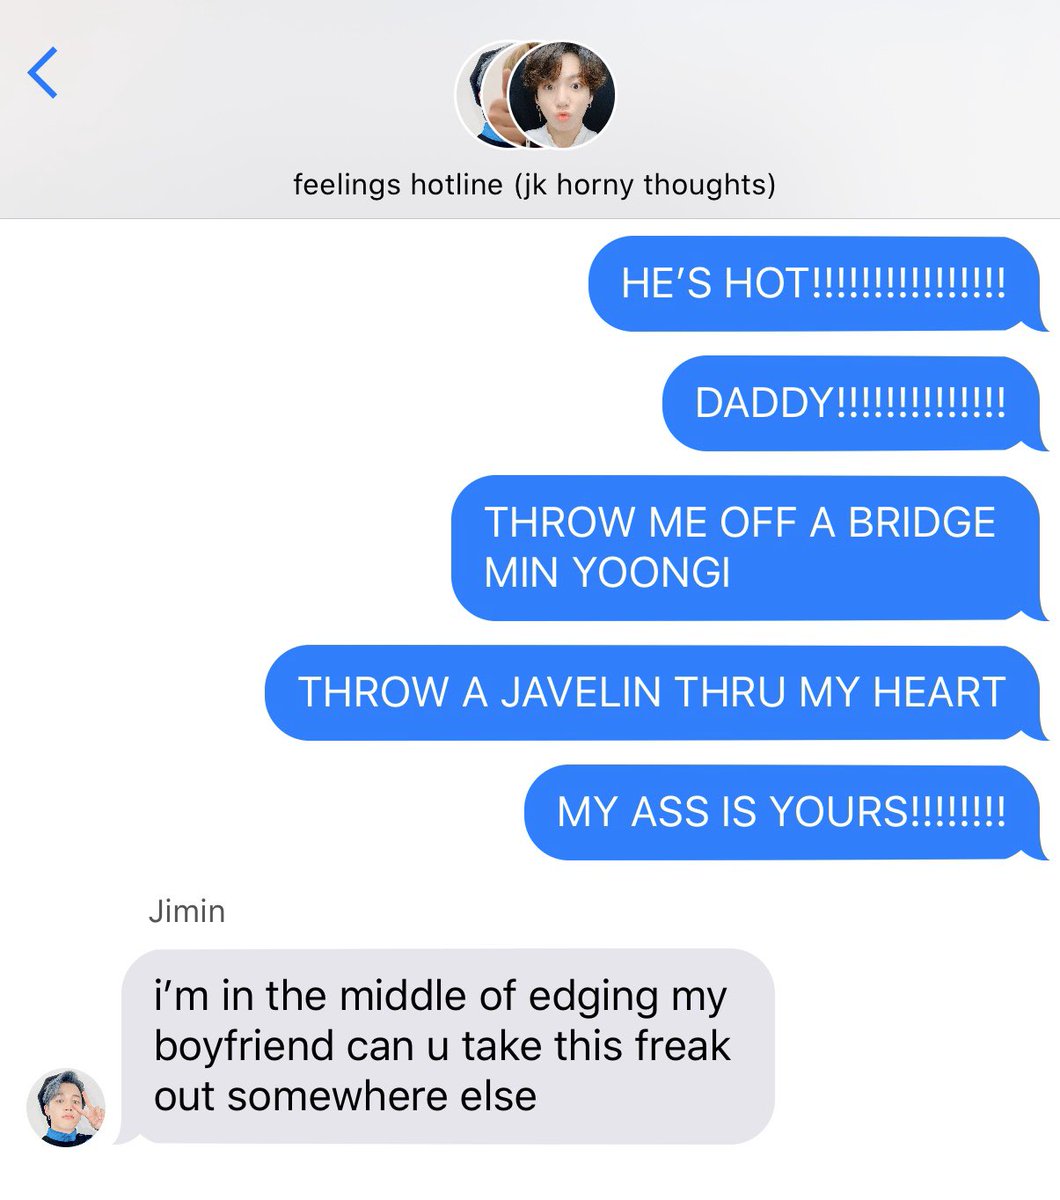 feelings hotline (jk horny thoughts)
HE’S HOT!!!!!!!!!!!!!!!!
DADDY!!!!!!!!!!!!!!
THROW ME OFF A BRIDGE
MIN YOONGI
THROW A JAVELIN THRU MY HEART
MY ASS IS YOURS!!!!!!!!
Jimin
i’m in the middle of edging my
boyfriend can u take this freak
out somewhere else